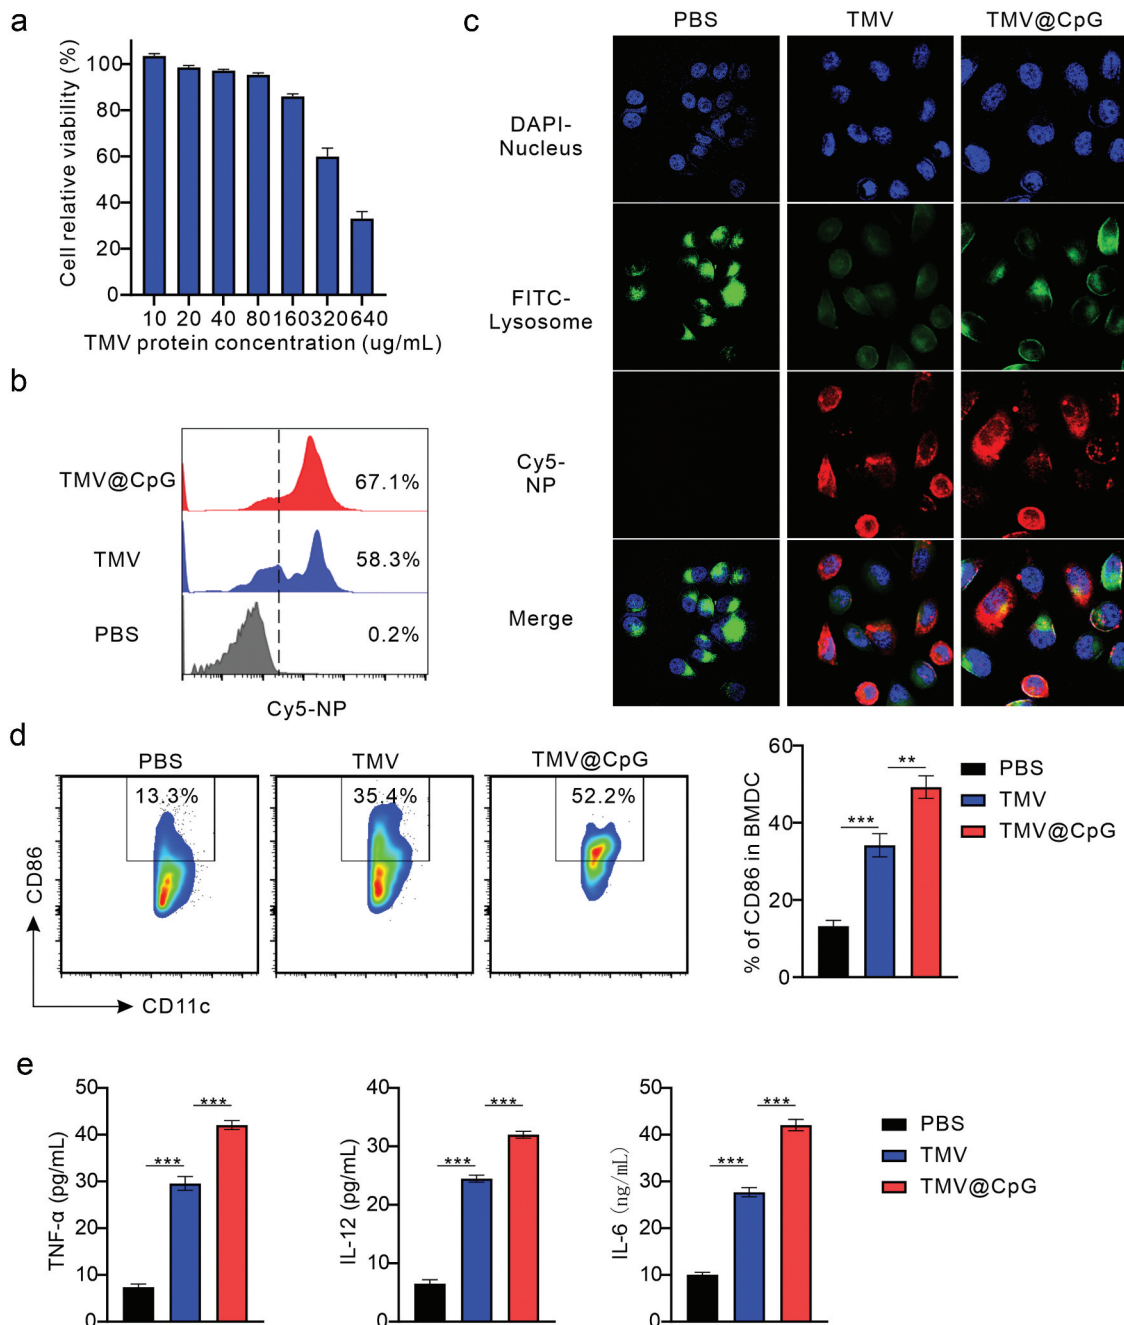 a
Cell relative viability (%)
100
80
60
40
20
0
10 20 40 80 160 320 640
TMV protein concentration (ug/mL)
b
TMV@CpG
67.1%
TMV
58.3%
PBS
0.2%
Cy5-NP
c
PBS TMV TMV@CpG
DAPI-
Nucleus
FITC-
Lysosome
Cy5-
NP
Merge
d
PBS TMV TMV@CpG
13.3% 35.4% 52.2%
CD86
CD11c
% of CD86 in BMDC
60
40
20
0
***
**
PBS
TMV
TMV@CpG
e
TNF-α (pg/mL)
50
40
30
20
10
0
***
***
IL-12 (pg/mL)
40
30
20
10
0
***
***
IL-6 (ng/mL)
50
40
30
20
10
0
***
***
PBS
TMV
TMV@CpG